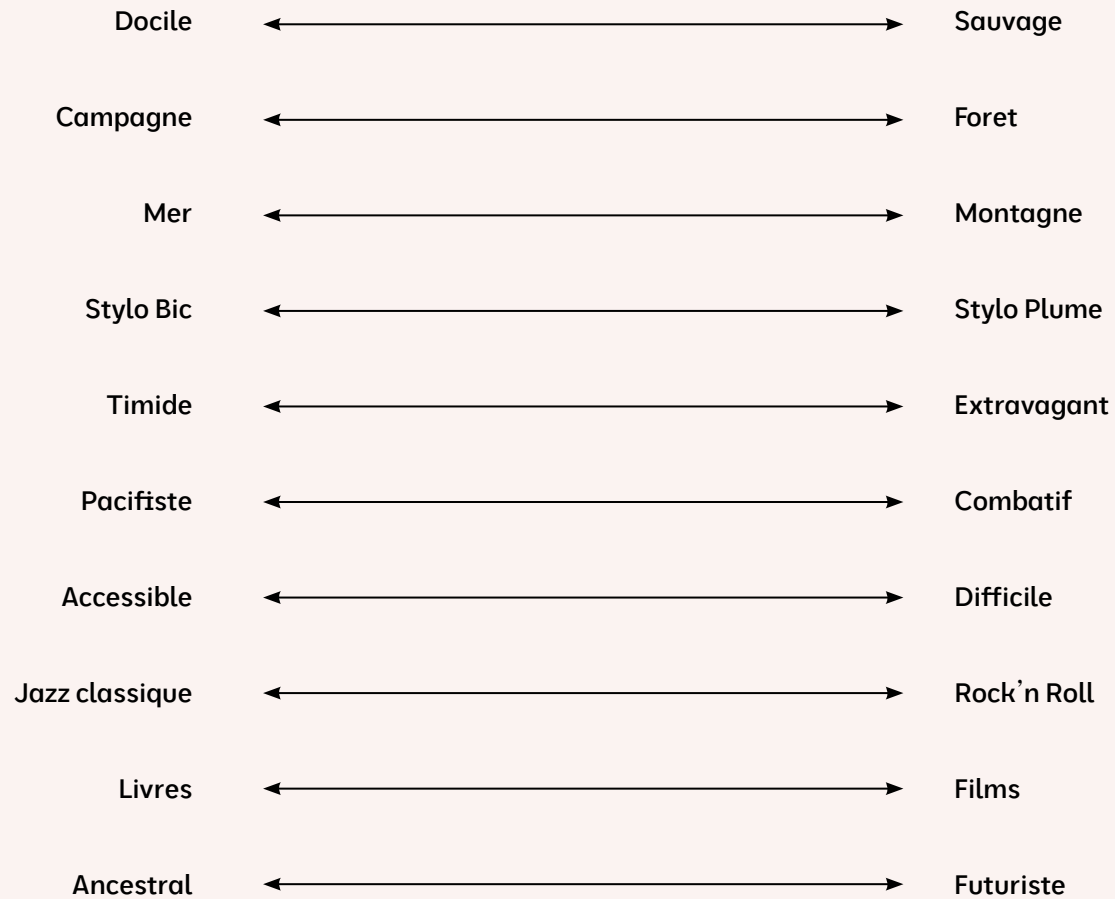 Docile Sauvage
Campagne Foret
Mer Montagne
Stylo Bic Stylo Plume
Timide Extravagant
Pacifiste Combatif
Accessible Difficile
Jazz classique Rock’n Roll
Livres Films
Ancestral Futuriste